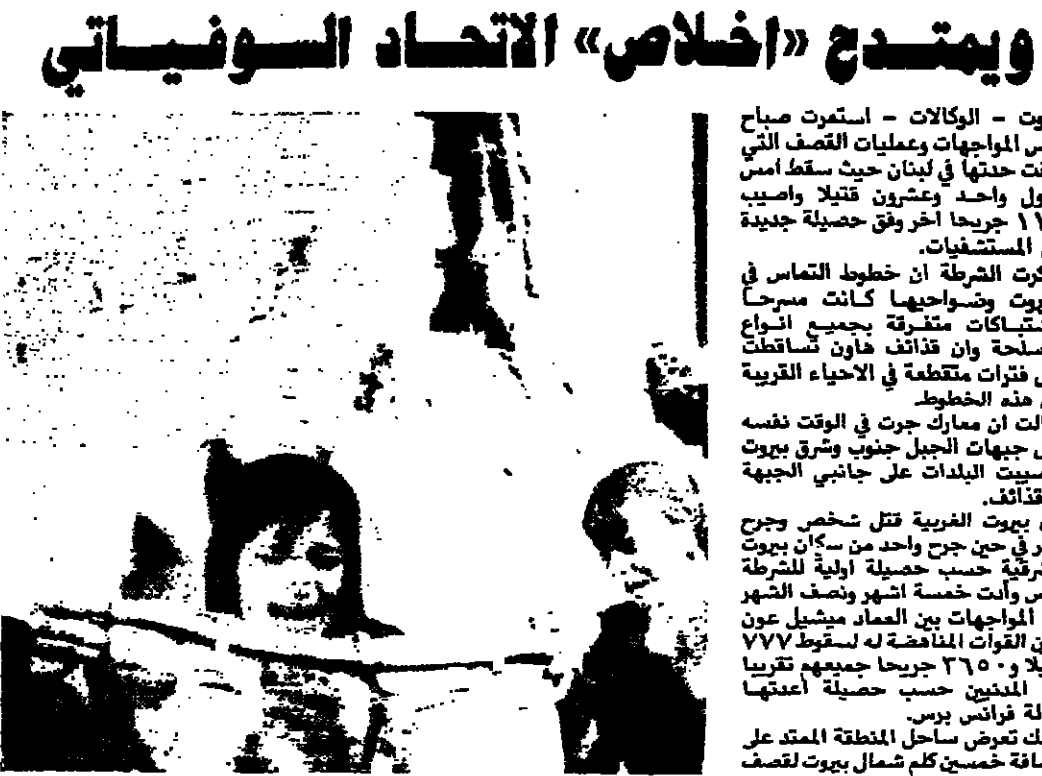 ويمتدح «اخلاص» الاتحاد السوفياتي
وت - الوكالات - استمرت صباح
س المواجهات وعمليات القصف التي
ت حدتها في لبنان حيث سقط امس
ول واحد وعشرون قتيلا واصيب
جريحا اخر وفق حصيلة جديدة
المستشفيات.
كرت الشرطة ان خطوط التماس في
روت وضواحيها كانت مسرحا
شتباكات متفرقة بجميع انواع
سلحة وان قذائف هاون تساقطت
ى فترات متقطعة في الاحياء القريبة
هذه الخطوط.
الت ان معارك جرت في الوقت نفسه
ى جبهات الجبل جنوب وشرق بيروت
صيبت البلدات على جانبي الجبهة
قذائف.
ي بيروت الغربية قتل شخص وجرح
ر في حين جرح واحد من سكان بيروت
شرقية حسب حصيلة اولية للشرطة
س وأدت خمسة اشهر ونصف الشهر
المواجهات بين العماد ميشيل عون
ن القوات المناهضة له لسقوط ٧٧٧
يلا و٢٦٥٠ جريحا جميعهم تقريبا
المدنيين حسب حصيلة أعدتها
الة فرانس برس.
ك تعرض ساحل المنطقة الممتد على
سافة خمسين كلم شمال بيروت لقصف